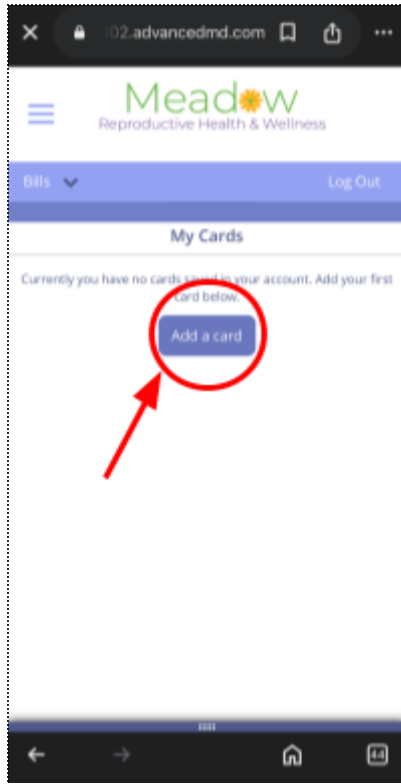 102.advancedmd.com
Meadow
Reproductive Health & Wellness
Bills
Log Out
My Cards
Currently you have no cards saved in your account. Add your first
card below.
Add a card
44